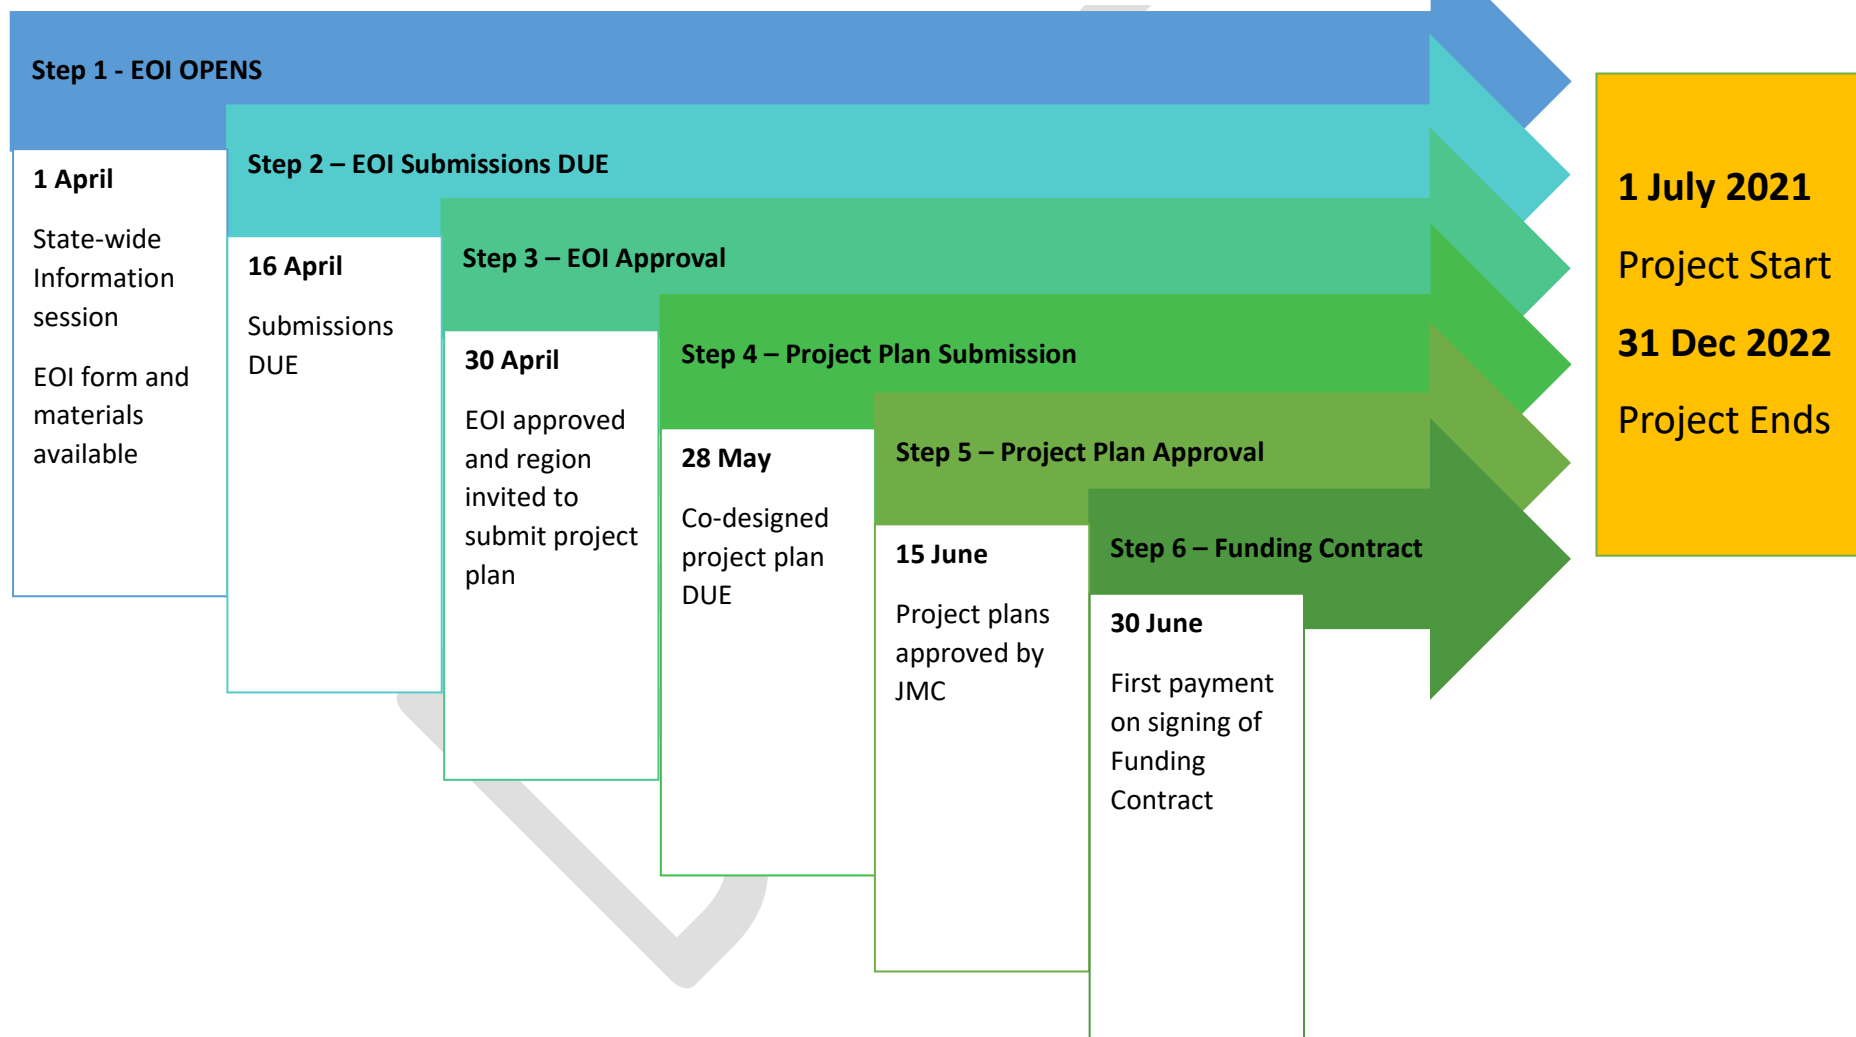 Step 1 - EOI OPENS
1 April
State-wide
Information
session
EOI form and
materials
available
Step 2 – EOI Submissions DUE
16 April
Submissions
DUE
Step 3 – EOI Approval
30 April
EOI approved
and region
invited to
submit project
plan
Step 4 – Project Plan Submission
28 May
Co-designed
project plan
DUE
Step 5 – Project Plan Approval
15 June
Project plans
approved by
JMC
Step 6 – Funding Contract
30 June
First payment
on signing of
Funding
Contract
1 July 2021
Project Start
31 Dec 2022
Project Ends